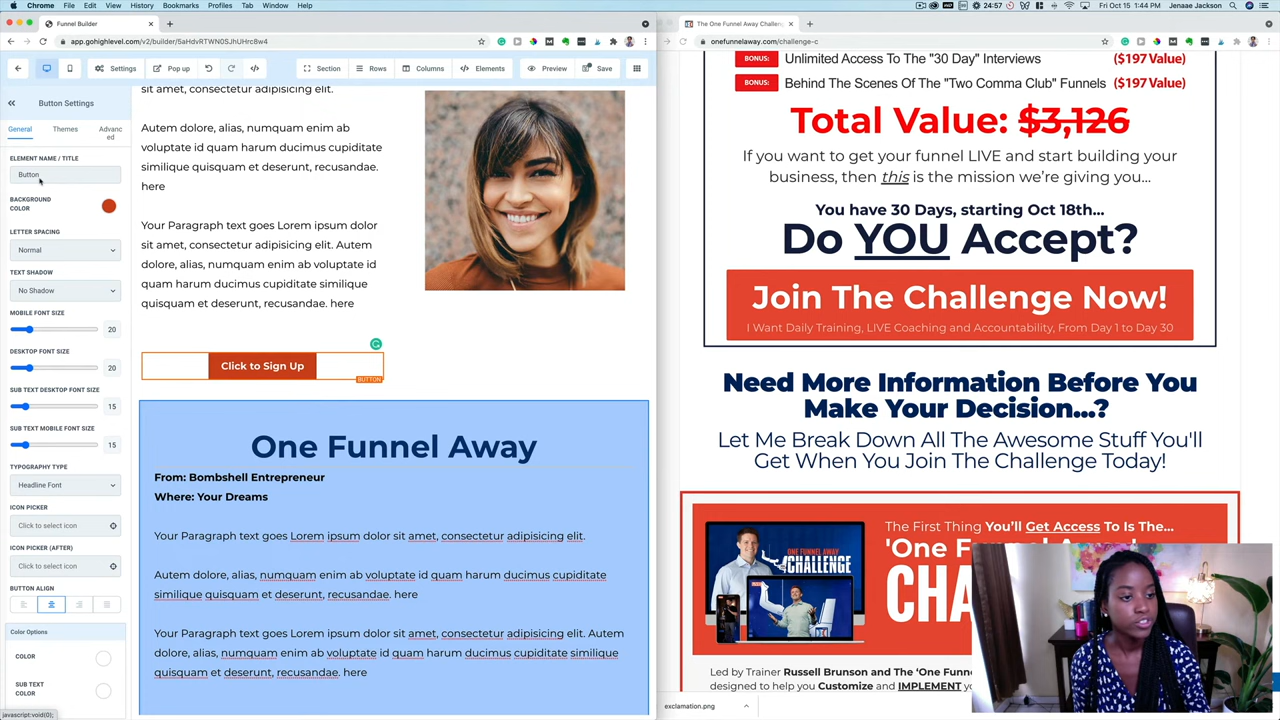 Chrome File Edit View History Bookmarks Profiles Tab Window Help
24:57
Fri Oct 15 1:44 PM Jenaae Jackson
Funnel Builder
The One Funnel Away Challeng
onefunnelaway.com/challenge-c
Settings Pop up Section Rows Columns Elements Preview Save
Button Settings
General Themes Advanc
ed
ELEMENT NAME / TITLE
Button
BACKGROUND
COLOR
LETTER SPACING
Normal
TEXT SHADOW
No Shadow
MOBILE FONT SIZE
20
DESKTOP FONT SIZE
20
SUB TEXT DESKTOP FONT SIZE
15
SUB TEXT MOBILE FONT SIZE
15
TYPOGRAPHY TYPE
Headline Font
ICON PICKER
Click to select icon
ICON PICKER (AFTER)
Click to select icon
BUTTON ALIGN
Color Options
COLOR
SUB TEXT
COLOR
javascript:void(0);
sit amet, consectetur adipisicing elit.
Autem dolore, alias, numquam enim ab
voluptate id quam harum ducimus cupiditate
similique quisquam et deserunt, recusandae.
here
Your Paragraph text goes Lorem ipsum dolor
sit amet, consectetur adipisicing elit. Autem
dolore, alias, numquam enim ab voluptate id
quam harum ducimus cupiditate similique
quisquam et deserunt, recusandae. here
Click to Sign Up
BUTTON
One Funnel Away
From: Bombshell Entrepreneur
Where: Your Dreams
Your Paragraph text goes Lorem ipsum dolor sit amet, consectetur adipisicing elit.
Autem dolore, alias, numquam enim ab voluptate id quam harum ducimus cupiditate
similique quisquam et deserunt, recusandae. here
Your Paragraph text goes Lorem ipsum dolor sit amet, consectetur adipisicing elit. Autem
dolore, alias, numquam enim ab voluptate id quam harum ducimus cupiditate similique
quisquam et deserunt, recusandae. here
BONUS: Unlimited Access To The "30 Day" Interviews ($197 Value)
BONUS: Behind The Scenes Of The "Two Comma Club" Funnels ($197 Value)
Total Value: $3,126
If you want to get your funnel LIVE and start building your
business, then this is the mission we're giving you...
You have 30 Days, starting Oct 18th...
Do YOU Accept?
Join The Challenge Now!
I Want Daily Training, LIVE Coaching and Accountability, From Day 1 to Day 30
Need More Information Before You
Make Your Decision...?
Let Me Break Down All The Awesome Stuff You'll
Get When You Join The Challenge Today!
ONE FUNNEL AWAY
CHALLENGE
The First Thing You'll Get Access To Is The...
'One Funnel Away'
Led by Trainer Russell Brunson and The 'One Funne
designed to help you Customize and IMPLEMENT
exclamation.png